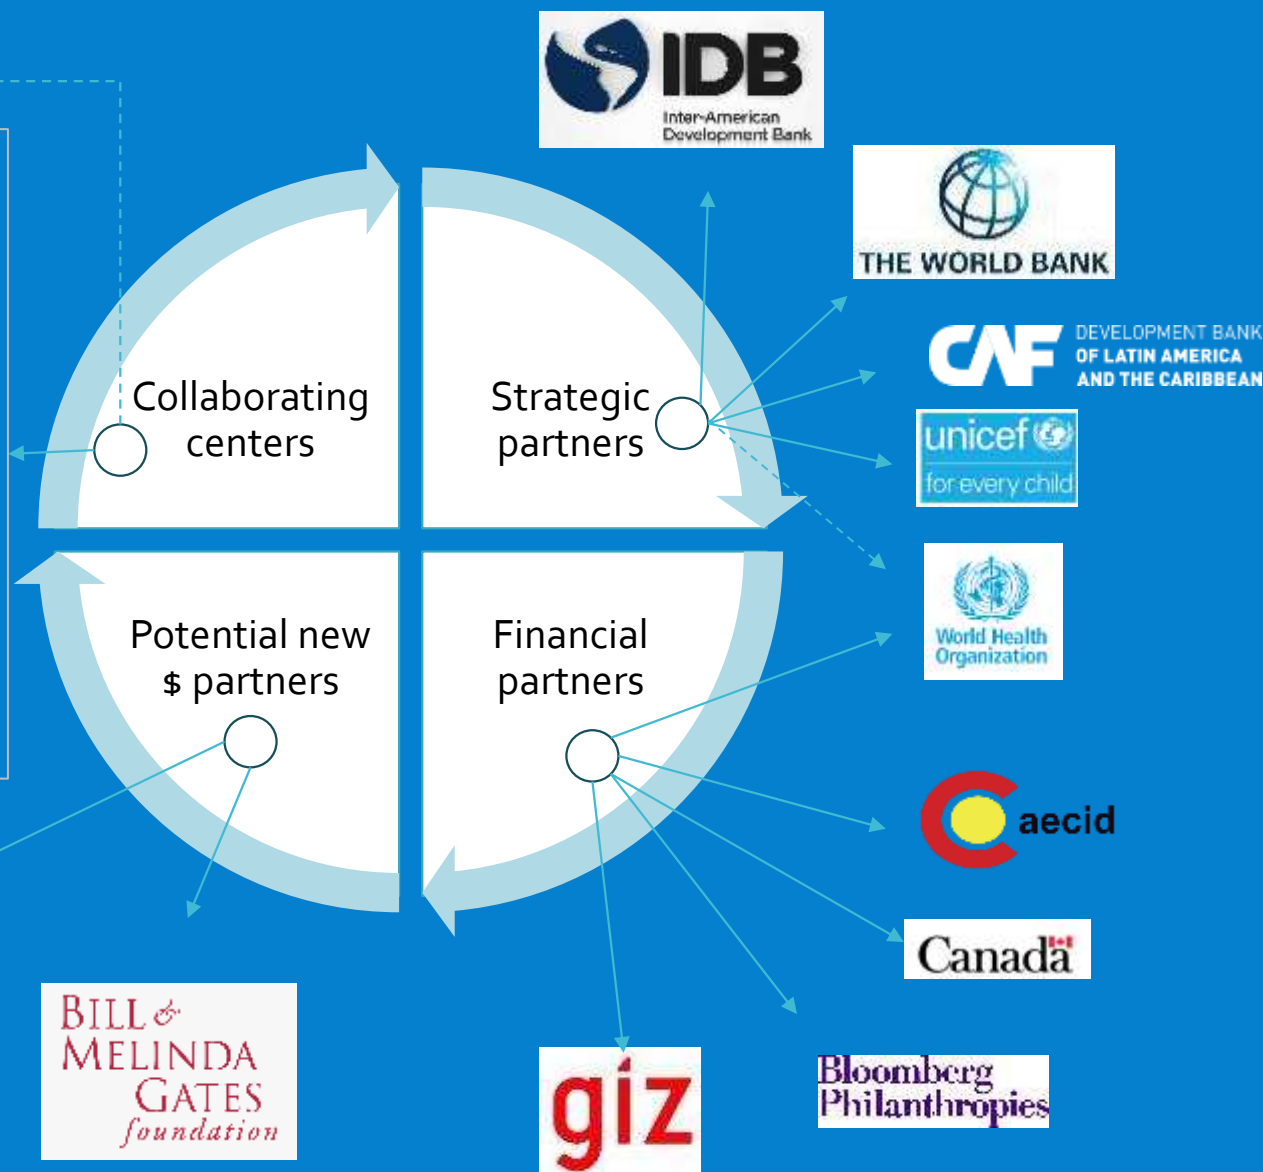 IDB
Inter-American
Development Bank
THE WORLD BANK
CAF
DEVELOPMENT BANK
OF LATIN AMERICA
AND THE CARIBBEAN
Collaborating
centers
Strategic
partners
unicef
for every child
World Health
Organization
Potential new
$ partners
Financial
partners
aecid
Canada
BILL &
MELINDA
GATES
foundation
giz
Bloomberg
Philanthropies